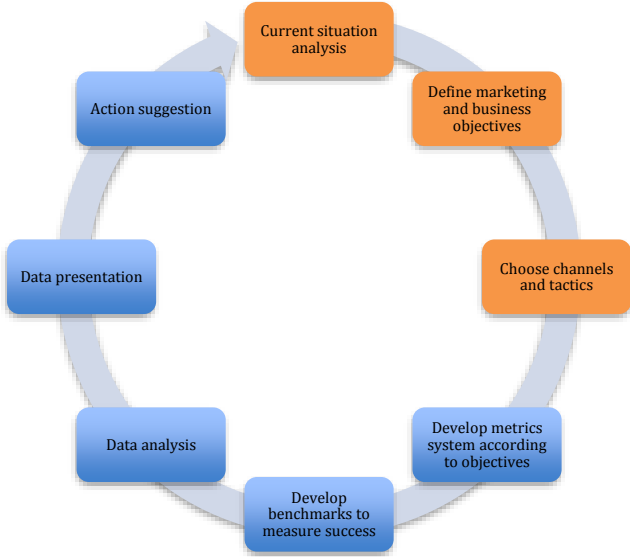 Current situation
analysis
Define marketing
and business
objectives
Choose channels
and tactics
Develop metrics
system according
to objectives
Develop
benchmarks to
measure success
Data analysis
Data presentation
Action suggestion